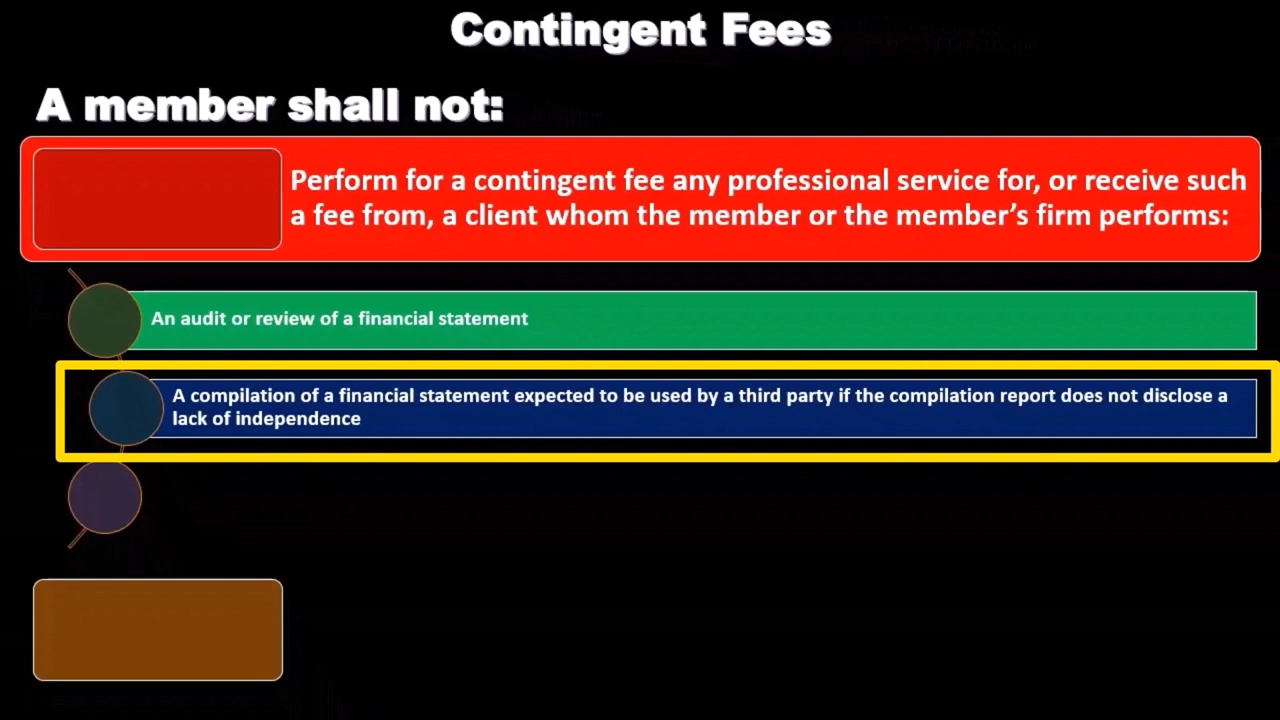 Contingent Fees
A member shall not:
Perform for a contingent fee any professional service for, or receive such
a fee from, a client whom the member or the member’s firm performs:
An audit or review of a financial statement
A compilation of a financial statement expected to be used by a third party if the compilation report does not disclose a
lack of independence